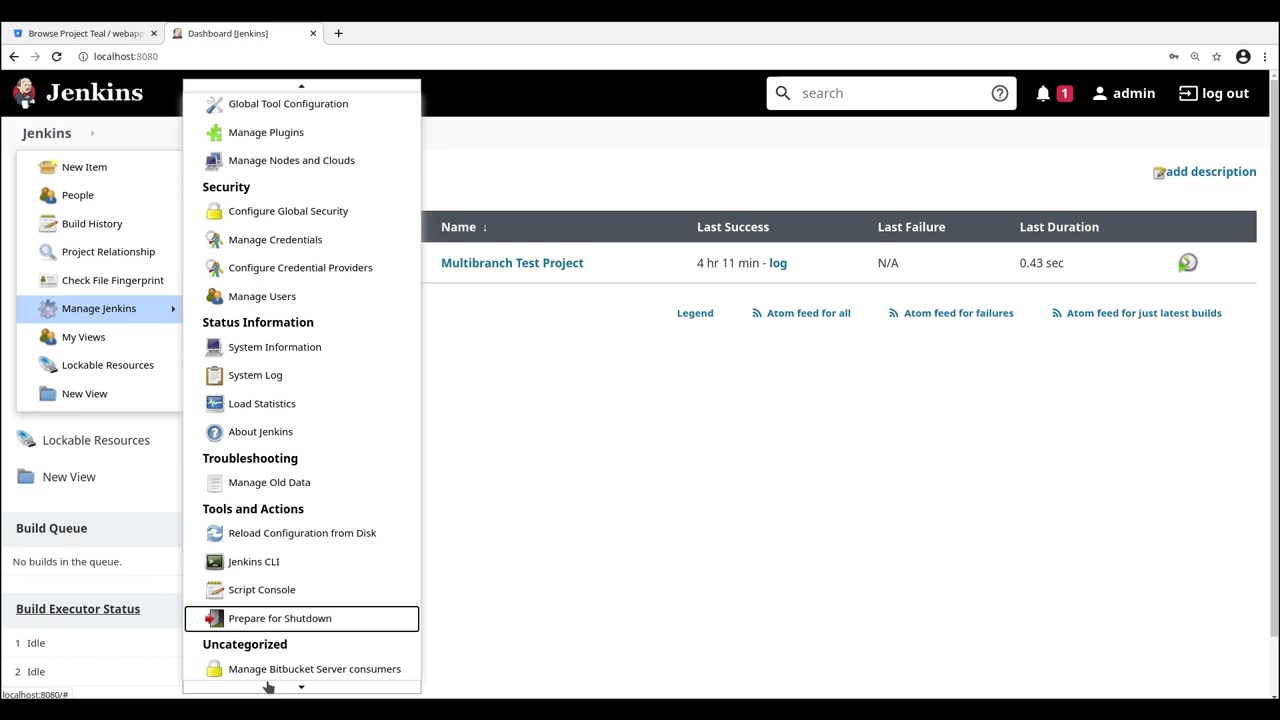 Browse Project Teal / webapp
Dashboard [Jenkins]
localhost:8080
Jenkins
search
1
admin
log out
Jenkins
add description
New Item
People
Build History
Project Relationship
Check File Fingerprint
Manage Jenkins
My Views
Lockable Resources
New View
Global Tool Configuration
Manage Plugins
Manage Nodes and Clouds
Security
Configure Global Security
Manage Credentials
Configure Credential Providers
Manage Users
Status Information
System Information
System Log
Load Statistics
About Jenkins
Troubleshooting
Manage Old Data
Tools and Actions
Reload Configuration from Disk
Jenkins CLI
Script Console
Prepare for Shutdown
Uncategorized
Manage Bitbucket Server consumers
Name ↓ Last Success Last Failure Last Duration
Multibranch Test Project 4 hr 11 min - log N/A 0.43 sec
Legend Atom feed for all Atom feed for failures Atom feed for just latest builds
Lockable Resources
New View
Build Queue
No builds in the queue.
Build Executor Status
1 Idle
2 Idle
localhost:8080/#